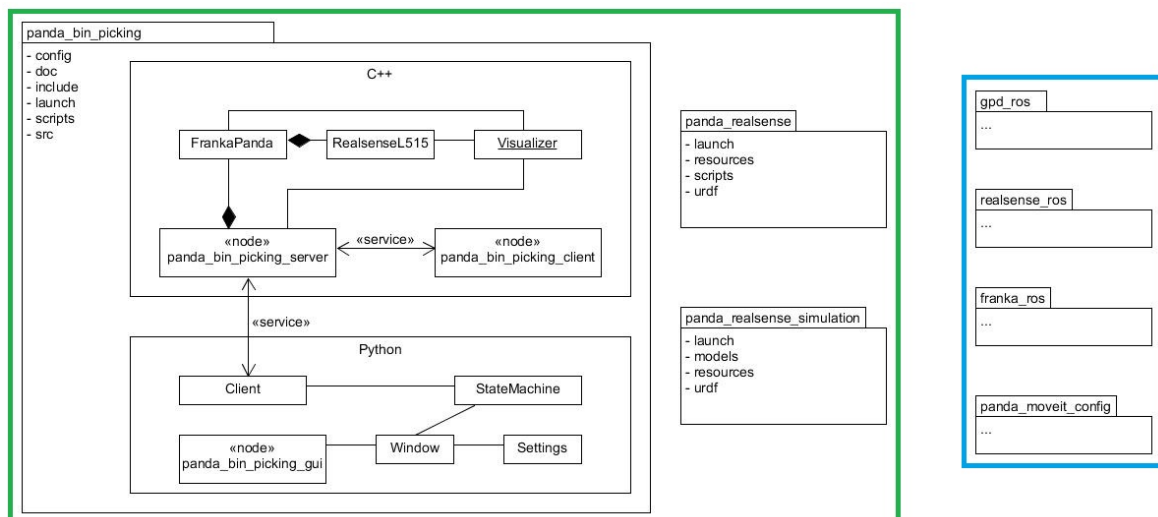 panda_bin_picking
- config
- doc
- include
- launch
- scripts
- src
C++
FrankaPanda
RealsenseL515
Visualizer
«node»
panda_bin_picking_server
«service»
«node»
panda_bin_picking_client
«service»
Python
Client
StateMachine
«node»
panda_bin_picking_gui
Window
Settings
panda_realsense
- launch
- resources
- scripts
- urdf
panda_realsense_simulation
- launch
- models
- resources
- urdf
gpd_ros
...
realsense_ros
...
franka_ros
...
panda_moveit_config
...